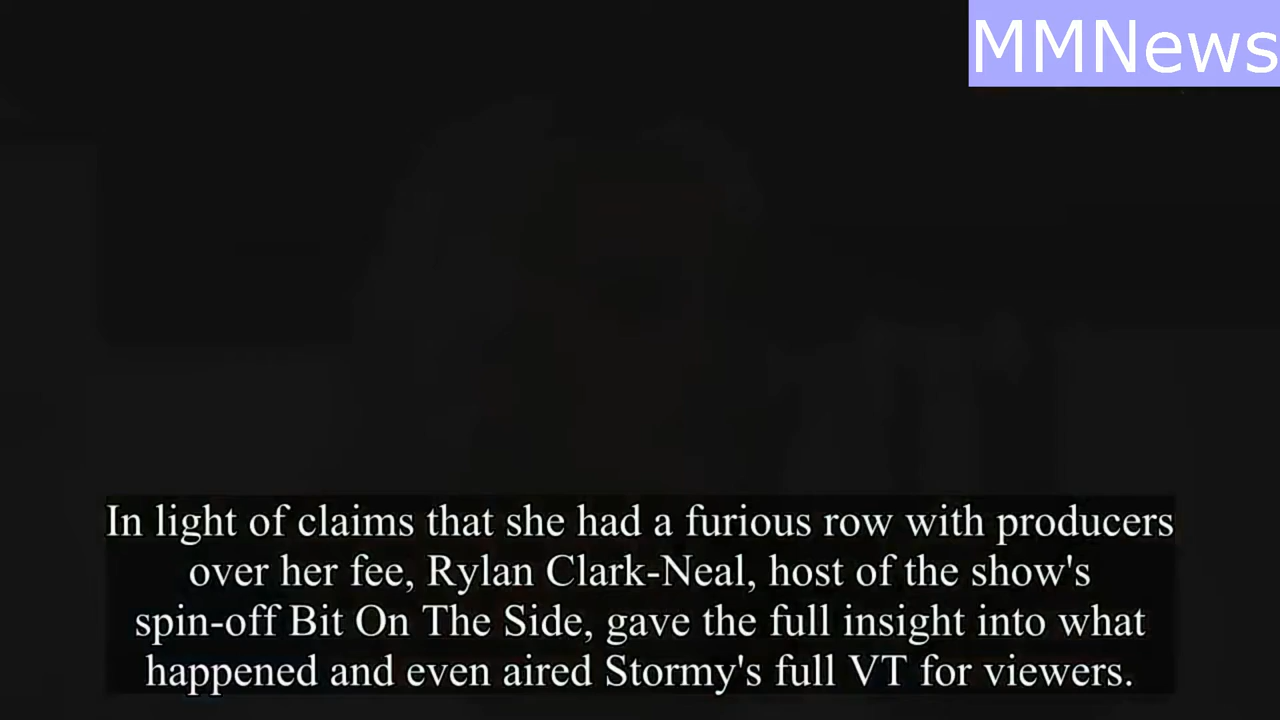 MMNews
In light of claims that she had a furious row with producers
over her fee, Rylan Clark-Neal, host of the show's
spin-off Bit On The Side, gave the full insight into what
happened and even aired Stormy's full VT for viewers.